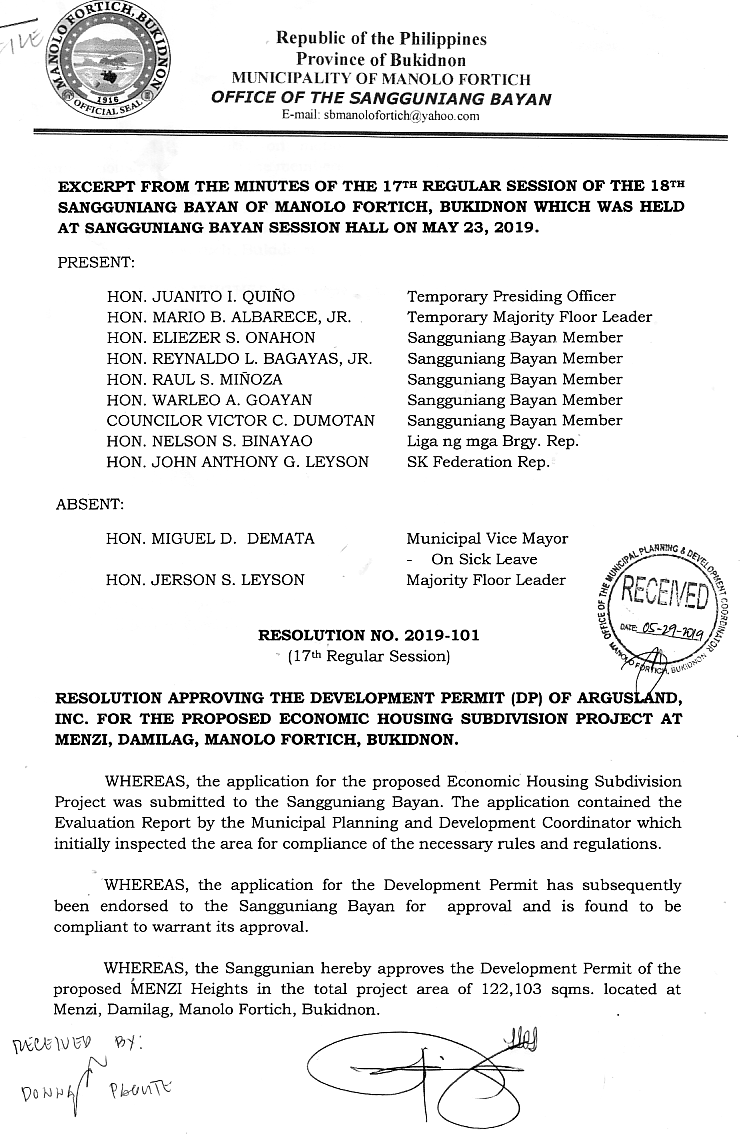 FILE
MANOLO FORTICH, BUKIDNON
1916
OFFICIAL SEAL
Republic of the Philippines
Province of Bukidnon
MUNICIPALITY OF MANOLO FORTICH
OFFICE OF THE SANGGUNIANG BAYAN
E-mail: sbmanolofortich@yahoo.com
EXCERPT FROM THE MINUTES OF THE 17TH REGULAR SESSION OF THE 18TH
SANGGUNIANG BAYAN OF MANOLO FORTICH, BUKIDNON WHICH WAS HELD
AT SANGGUNIANG BAYAN SESSION HALL ON MAY 23, 2019.
PRESENT:
HON. JUANITO I. QUIÑO Temporary Presiding Officer
HON. MARIO B. ALBARECE, JR. Temporary Majority Floor Leader
HON. ELIEZER S. ONAHON Sangguniang Bayan Member
HON. REYNALDO L. BAGAYAS, JR. Sangguniang Bayan Member
HON. RAUL S. MIÑOZA Sangguniang Bayan Member
HON. WARLEO A. GOAYAN Sangguniang Bayan Member
COUNCILOR VICTOR C. DUMOTAN Sangguniang Bayan Member
HON. NELSON S. BINAYAO Liga ng mga Brgy. Rep.
HON. JOHN ANTHONY G. LEYSON SK Federation Rep.
ABSENT:
HON. MIGUEL D. DEMATA Municipal Vice Mayor
- On Sick Leave
HON. JERSON S. LEYSON Majority Floor Leader
OFFICE OF THE MUNICIPAL PLANNING & DEVELOPMENT COORDINATOR
RECEIVED
DATE: 05-29-2019
MANOLO FORTICH, BUKIDNON
RESOLUTION NO. 2019-101
(17th Regular Session)
RESOLUTION APPROVING THE DEVELOPMENT PERMIT (DP) OF ARGUSLAND,
INC. FOR THE PROPOSED ECONOMIC HOUSING SUBDIVISION PROJECT AT
MENZI, DAMILAG, MANOLO FORTICH, BUKIDNON.
WHEREAS, the application for the proposed Economic Housing Subdivision
Project was submitted to the Sangguniang Bayan. The application contained the
Evaluation Report by the Municipal Planning and Development Coordinator which
initially inspected the area for compliance of the necessary rules and regulations.
WHEREAS, the application for the Development Permit has subsequently
been endorsed to the Sangguniang Bayan for approval and is found to be
compliant to warrant its approval.
WHEREAS, the Sanggunian hereby approves the Development Permit of the
proposed MENZI Heights in the total project area of 122,103 sqms. located at
Menzi, Damilag, Manolo Fortich, Bukidnon.
RECEIVED BY:
DONNA